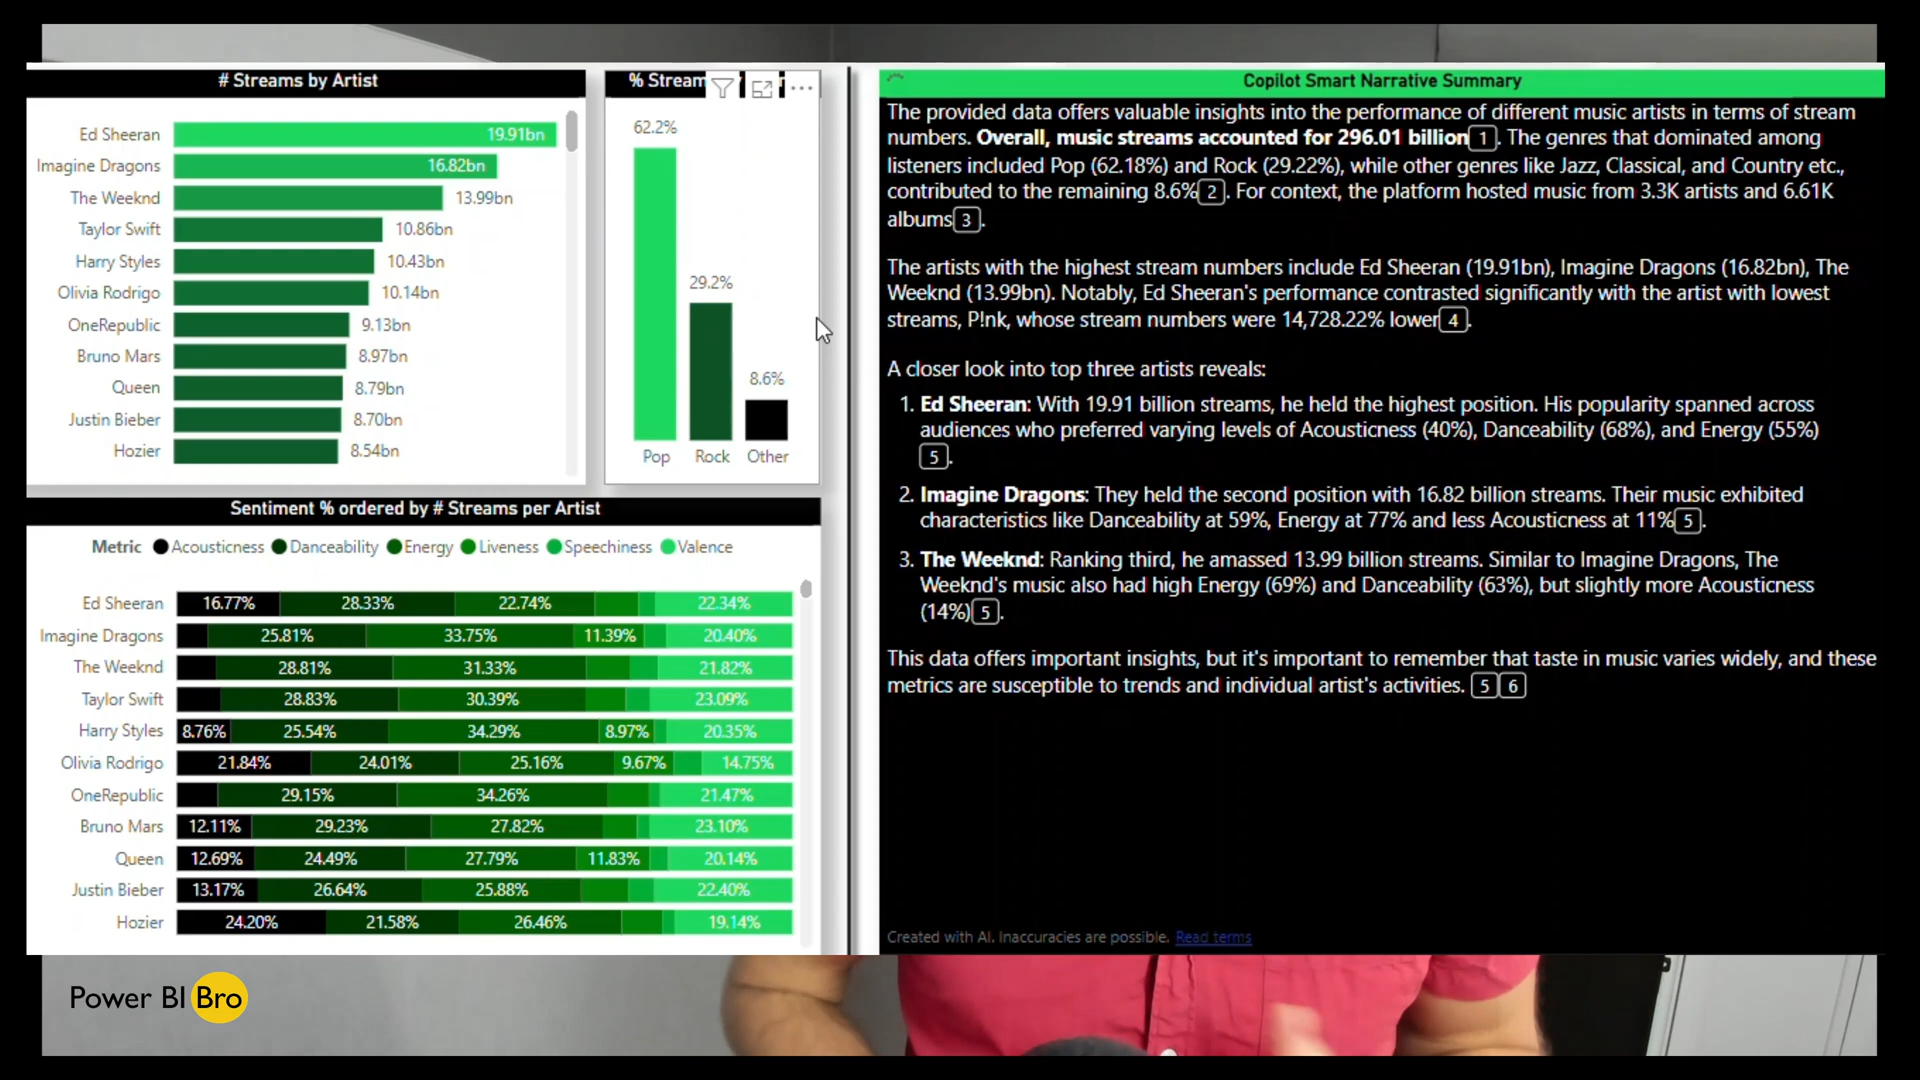 # Streams by Artist
Ed Sheeran 19.91bn
Imagine Dragons 16.82bn
The Weeknd 13.99bn
Taylor Swift 10.86bn
Harry Styles 10.43bn
Olivia Rodrigo 10.14bn
OneRepublic 9.13bn
Bruno Mars 8.97bn
Queen 8.79bn
Justin Bieber 8.70bn
Hozier 8.54bn
% Stream
62.2%
29.2%
8.6%
Pop Rock Other
Sentiment % ordered by # Streams per Artist
Metric Acousticness Danceability Energy Liveness Speechiness Valence
Ed Sheeran 16.77% 28.33% 22.74% 22.34%
Imagine Dragons 25.81% 33.75% 11.39% 20.40%
The Weeknd 28.81% 31.33% 21.82%
Taylor Swift 28.83% 30.39% 23.09%
Harry Styles 8.76% 25.54% 34.29% 8.97% 20.35%
Olivia Rodrigo 21.84% 24.01% 25.16% 9.67% 14.75%
OneRepublic 29.15% 34.26% 21.47%
Bruno Mars 12.11% 29.23% 27.82% 23.10%
Queen 12.69% 24.49% 27.79% 11.83% 20.14%
Justin Bieber 13.17% 26.64% 25.88% 22.40%
Hozier 24.20% 21.58% 26.46% 19.14%
Copilot Smart Narrative Summary
The provided data offers valuable insights into the performance of different music artists in terms of stream
numbers. Overall, music streams accounted for 296.01 billion 1. The genres that dominated among
listeners included Pop (62.18%) and Rock (29.22%), while other genres like Jazz, Classical, and Country etc.,
contributed to the remaining 8.6% 2. For context, the platform hosted music from 3.3K artists and 6.61K
albums 3.
The artists with the highest stream numbers include Ed Sheeran (19.91bn), Imagine Dragons (16.82bn), The
Weeknd (13.99bn). Notably, Ed Sheeran's performance contrasted significantly with the artist with lowest
streams, P!nk, whose stream numbers were 14,728.22% lower 4.
A closer look into top three artists reveals:
1. Ed Sheeran: With 19.91 billion streams, he held the highest position. His popularity spanned across
audiences who preferred varying levels of Acousticness (40%), Danceability (68%), and Energy (55%)
5.
2. Imagine Dragons: They held the second position with 16.82 billion streams. Their music exhibited
characteristics like Danceability at 59%, Energy at 77% and less Acousticness at 11% 5.
3. The Weeknd: Ranking third, he amassed 13.99 billion streams. Similar to Imagine Dragons, The
Weeknd's music also had high Energy (69%) and Danceability (63%), but slightly more Acousticness
(14%) 5.
This data offers important insights, but it's important to remember that taste in music varies widely, and these
metrics are susceptible to trends and individual artist's activities. 5 6
Created with AI. Inaccuracies are possible. Read terms
Power BI Bro